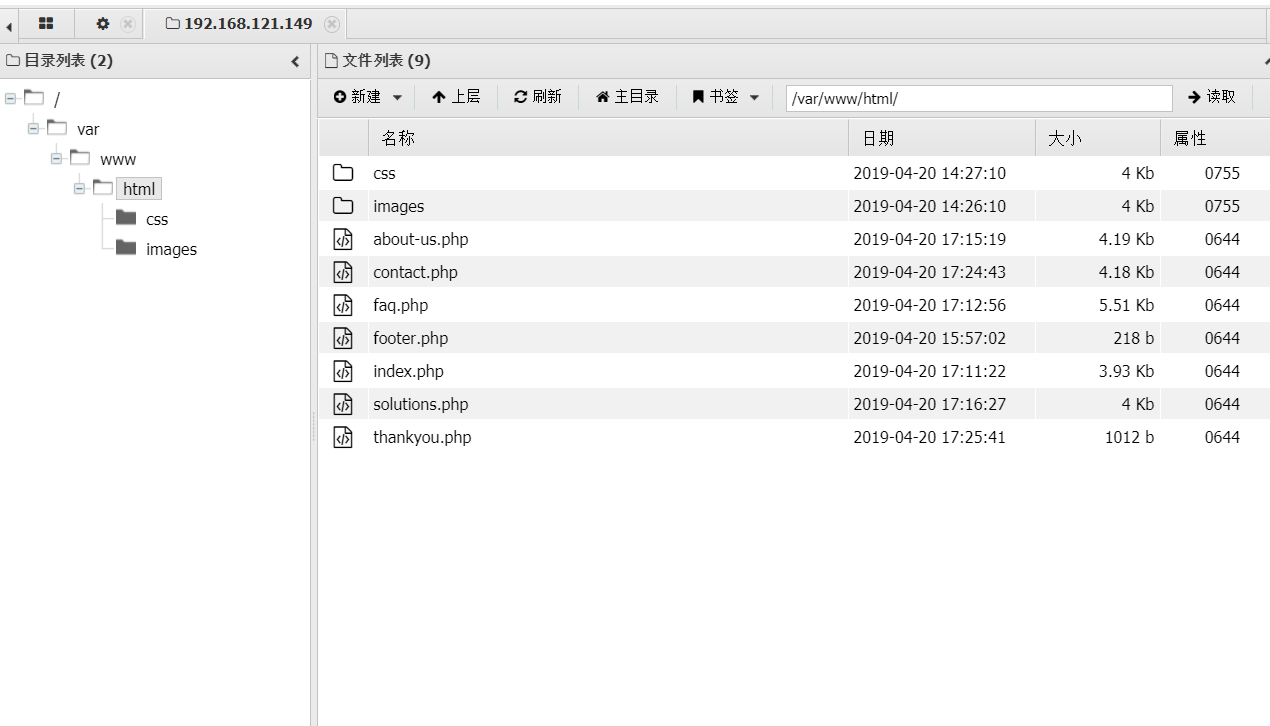 192.168.121.149
目录列表 (2)
/
var
www
html
css
images
文件列表 (9)
新建 上层 刷新 主目录 书签 /var/www/html/ 读取
名称 日期 大小 属性
css 2019-04-20 14:27:10 4 Kb 0755
images 2019-04-20 14:26:10 4 Kb 0755
about-us.php 2019-04-20 17:15:19 4.19 Kb 0644
contact.php 2019-04-20 17:24:43 4.18 Kb 0644
faq.php 2019-04-20 17:12:56 5.51 Kb 0644
footer.php 2019-04-20 15:57:02 218 b 0644
index.php 2019-04-20 17:11:22 3.93 Kb 0644
solutions.php 2019-04-20 17:16:27 4 Kb 0644
thankyou.php 2019-04-20 17:25:41 1012 b 0644